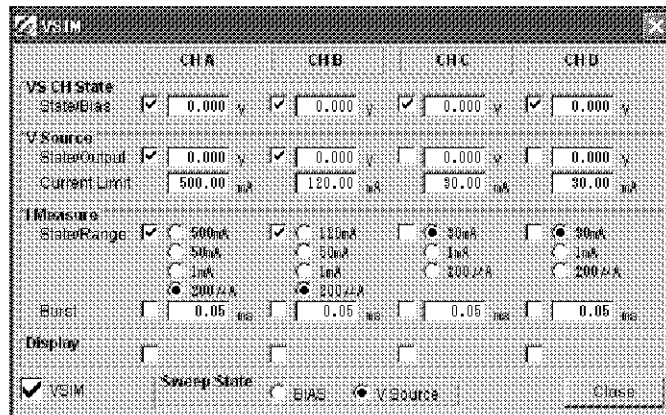 VSIM
CH A CH B CH C CH D
VS CH State
State/Bias 0.000 V 0.000 V 0.000 V 0.000 V
V Source
State/Output 0.000 V 0.000 V 0.000 V 0.000 V
Current Limit 500.00 mA 120.00 mA 30.00 mA 30.00 mA
I Measure
State/Range 500mA 120mA 30mA 30mA
50mA 50mA 1mA 1mA
1mA 1mA 200μA 200μA
200μA 200μA
Burst 0.05 ms 0.05 ms 0.05 ms 0.05 ms
Display
VSIM Sweep State BIAS V Source Close